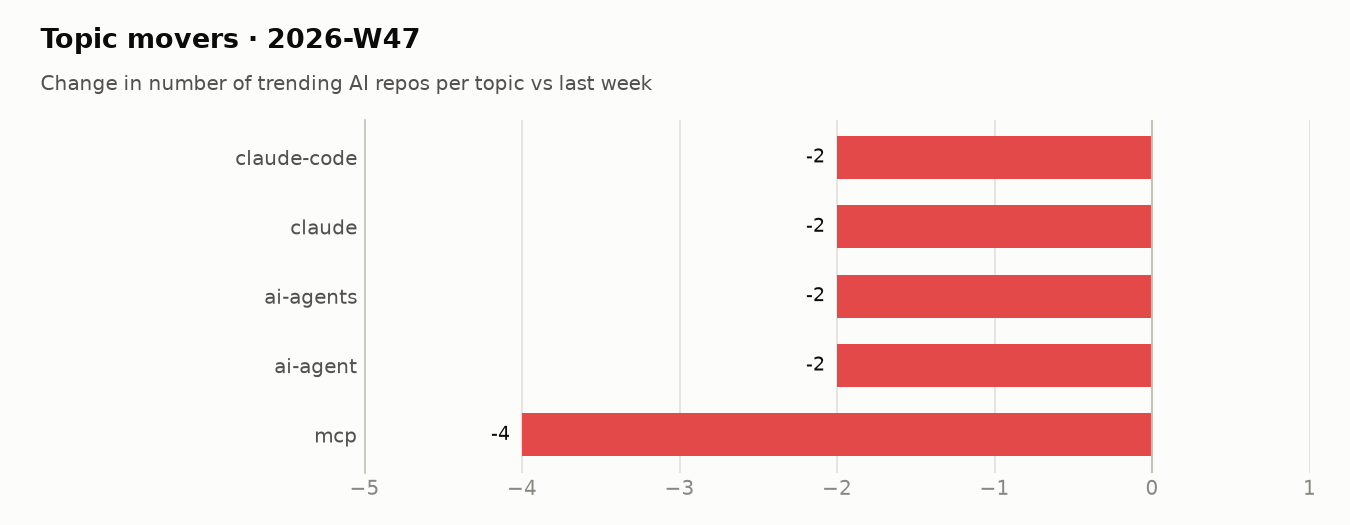 Topic movers · 2026-W47
Change in number of trending AI repos per topic vs last week
claude-code -2
claude -2
ai-agents -2
ai-agent -2
mcp -4
−5 −4 −3 −2 −1 0 1